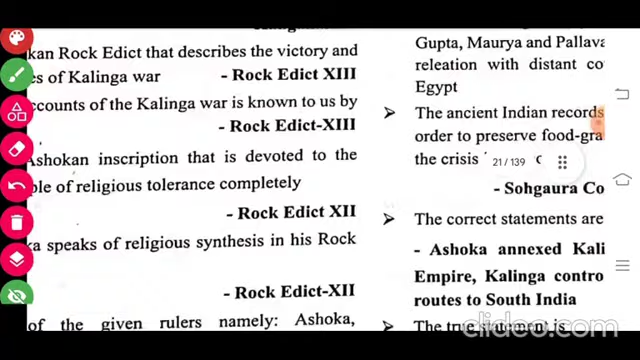 kan Rock Edict that describes the victory and
es of Kalinga war - Rock Edict XIII
ccounts of the Kalinga war is known to us by
- Rock Edict-XIII
Ashokan inscription that is devoted to the
ple of religious tolerance completely
- Rock Edict XII
ka speaks of religious synthesis in his Rock
- Rock Edict-XII
of the given rulers namely: Ashoka,
Gupta, Maurya and Pallava
releation with distant co
Egypt
➤ The ancient Indian records
order to preserve food-gra
the crisis
21 / 139
- Sohgaura Co
➤ The correct statements are
- Ashoka annexed Kali
Empire, Kalinga contro
routes to South India
➤ The true statement is
clideo.com